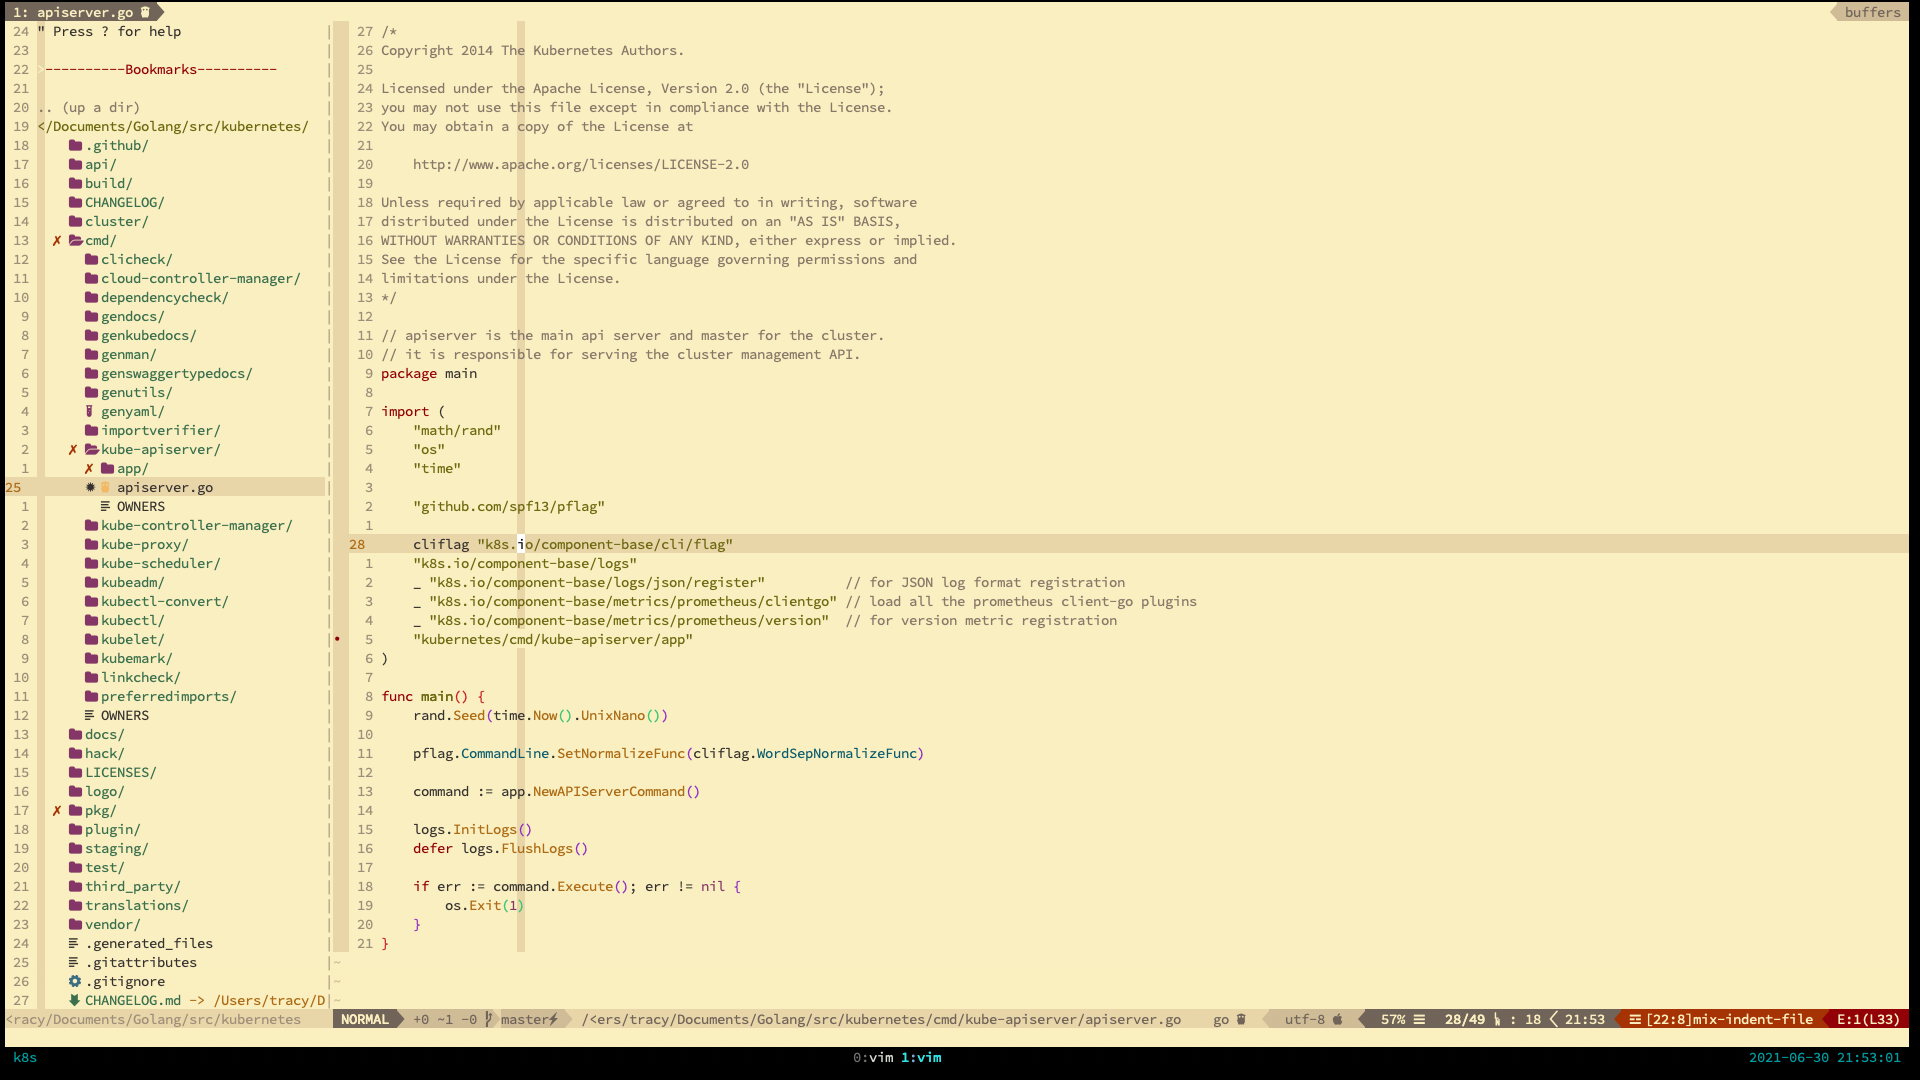 1: apiserver.go
buffers
24 " Press ? for help
23
22 ----------Bookmarks----------
21
20 .. (up a dir)
19 </Documents/Golang/src/kubernetes/
18 .github/
17 api/
16 build/
15 CHANGELOG/
14 cluster/
13 ✗ cmd/
12 clicheck/
11 cloud-controller-manager/
10 dependencycheck/
9 gendocs/
8 genkubedocs/
7 genman/
6 genswaggertypedocs/
5 genutils/
4 genyaml/
3 importverifier/
2 ✗ kube-apiserver/
1 ✗ app/
25 ✹ apiserver.go
1 OWNERS
2 kube-controller-manager/
3 kube-proxy/
4 kube-scheduler/
5 kubeadm/
6 kubectl-convert/
7 kubectl/
8 kubelet/
9 kubemark/
10 linkcheck/
11 preferredimports/
12 OWNERS
13 docs/
14 hack/
15 LICENSES/
16 logo/
17 ✗ pkg/
18 plugin/
19 staging/
20 test/
21 third_party/
22 translations/
23 vendor/
24 .generated_files
25 .gitattributes
26 .gitignore
27 CHANGELOG.md -> /Users/tracy/D
27 /*
26 Copyright 2014 The Kubernetes Authors.
25
24 Licensed under the Apache License, Version 2.0 (the "License");
23 you may not use this file except in compliance with the License.
22 You may obtain a copy of the License at
21
20     http://www.apache.org/licenses/LICENSE-2.0
19
18 Unless required by applicable law or agreed to in writing, software
17 distributed under the License is distributed on an "AS IS" BASIS,
16 WITHOUT WARRANTIES OR CONDITIONS OF ANY KIND, either express or implied.
15 See the License for the specific language governing permissions and
14 limitations under the License.
13 */
12
11 // apiserver is the main api server and master for the cluster.
10 // it is responsible for serving the cluster management API.
9 package main
8
7 import (
6     "math/rand"
5     "os"
4     "time"
3
2     "github.com/spf13/pflag"
1
28     cliflag "k8s.io/component-base/cli/flag"
1     "k8s.io/component-base/logs"
2     _ "k8s.io/component-base/logs/json/register"          // for JSON log format registration
3     _ "k8s.io/component-base/metrics/prometheus/clientgo" // load all the prometheus client-go plugins
4     _ "k8s.io/component-base/metrics/prometheus/version"  // for version metric registration
• 5     "kubernetes/cmd/kube-apiserver/app"
6 )
7
8 func main() {
9     rand.Seed(time.Now().UnixNano())
10
11     pflag.CommandLine.SetNormalizeFunc(cliflag.WordSepNormalizeFunc)
12
13     command := app.NewAPIServerCommand()
14
15     logs.InitLogs()
16     defer logs.FlushLogs()
17
18     if err := command.Execute(); err != nil {
19         os.Exit(1)
20     }
21 }
~
~
~
<racy/Documents/Golang/src/kubernetes
NORMAL +0 ~1 -0 master⚡ /<ers/tracy/Documents/Golang/src/kubernetes/cmd/kube-apiserver/apiserver.go go utf-8 57% ☰ 28/49 : 18 < 21:53 ☲ [22:8]mix-indent-file E:1(L33)
k8s 0:vim 1:vim 2021-06-30 21:53:01